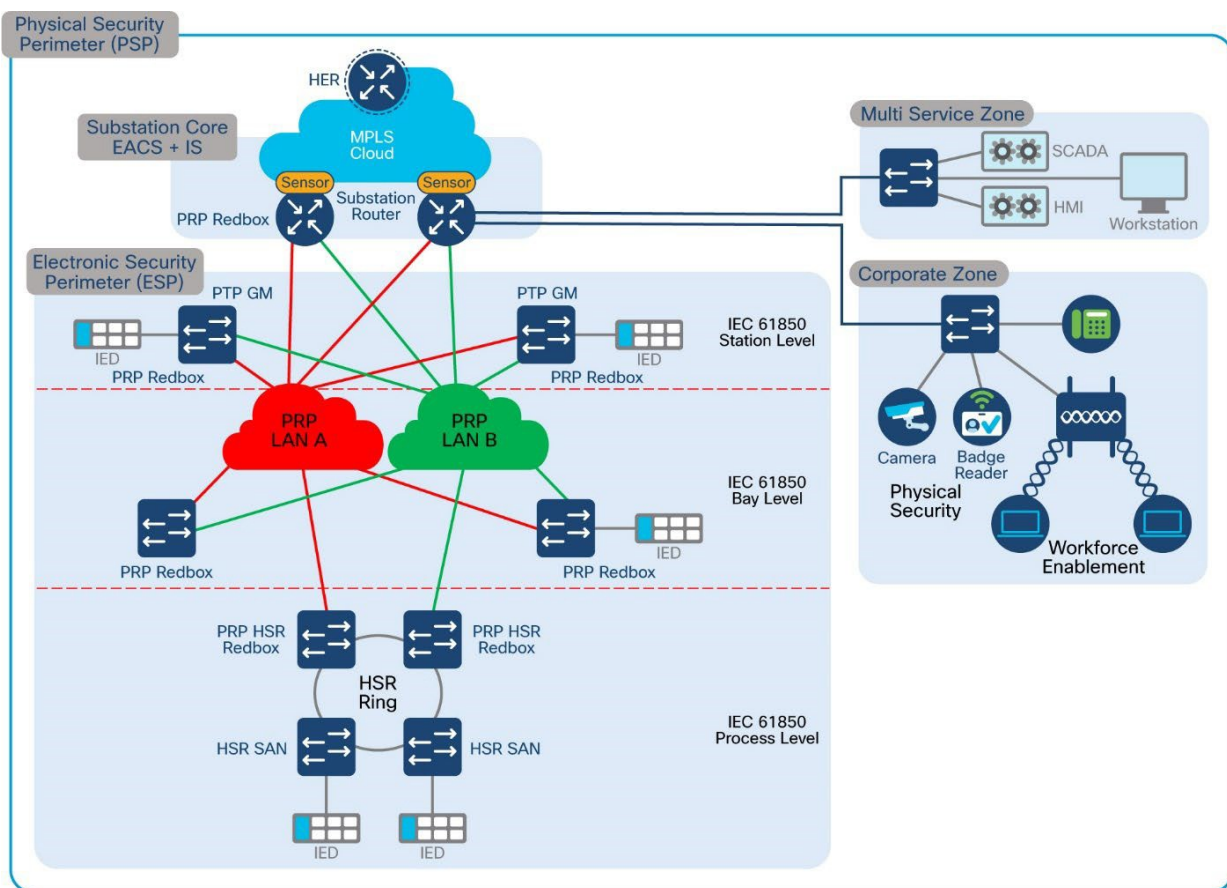 Physical Security
Perimeter (PSP)
HER
Substation Core
EACS + IS
MPLS
Cloud
Sensor
Sensor
PRP Redbox
Substation
Router
Multi Service Zone
SCADA
HMI
Workstation
Electronic Security
Perimeter (ESP)
PTP GM
PTP GM
IED
IED
PRP Redbox
PRP Redbox
IEC 61850
Station Level
Corporate Zone
Camera
Badge
Reader
Physical
Security
Workforce
Enablement
PRP
LAN A
PRP
LAN B
IEC 61850
Bay Level
PRP Redbox
PRP Redbox
IED
PRP HSR
Redbox
PRP HSR
Redbox
HSR
Ring
HSR SAN
HSR SAN
IEC 61850
Process Level
IED
IED